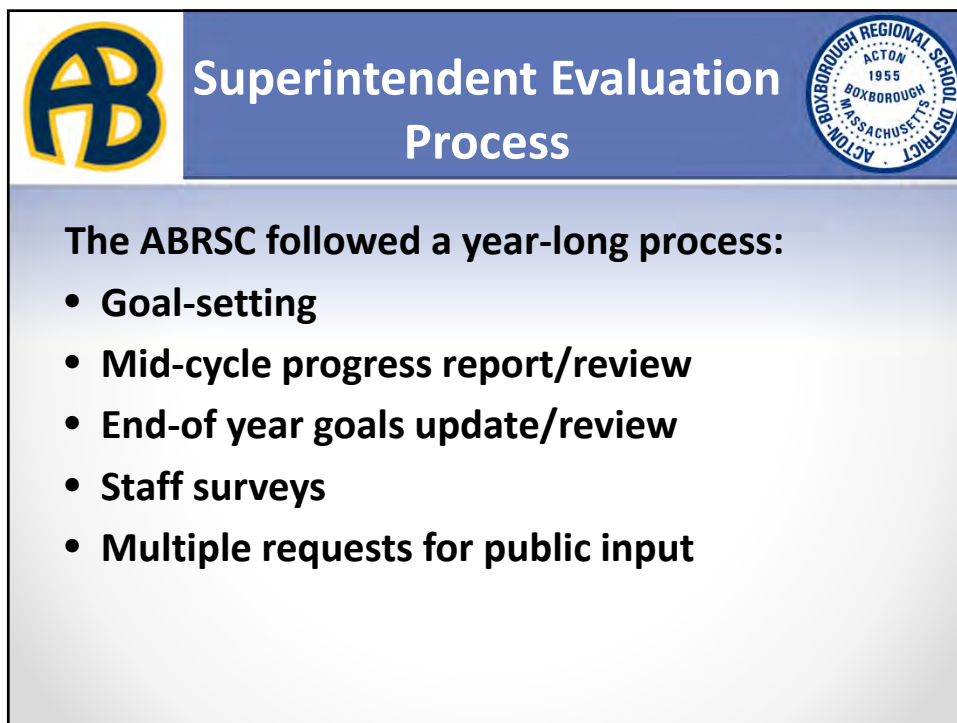 AB
Superintendent Evaluation
Process
ACTON-BOXBOROUGH REGIONAL SCHOOL DISTRICT
ACTON
1955
BOXBOROUGH
MASSACHUSETTS
The ABRSC followed a year-long process:
• Goal-setting
• Mid-cycle progress report/review
• End-of year goals update/review
• Staff surveys
• Multiple requests for public input